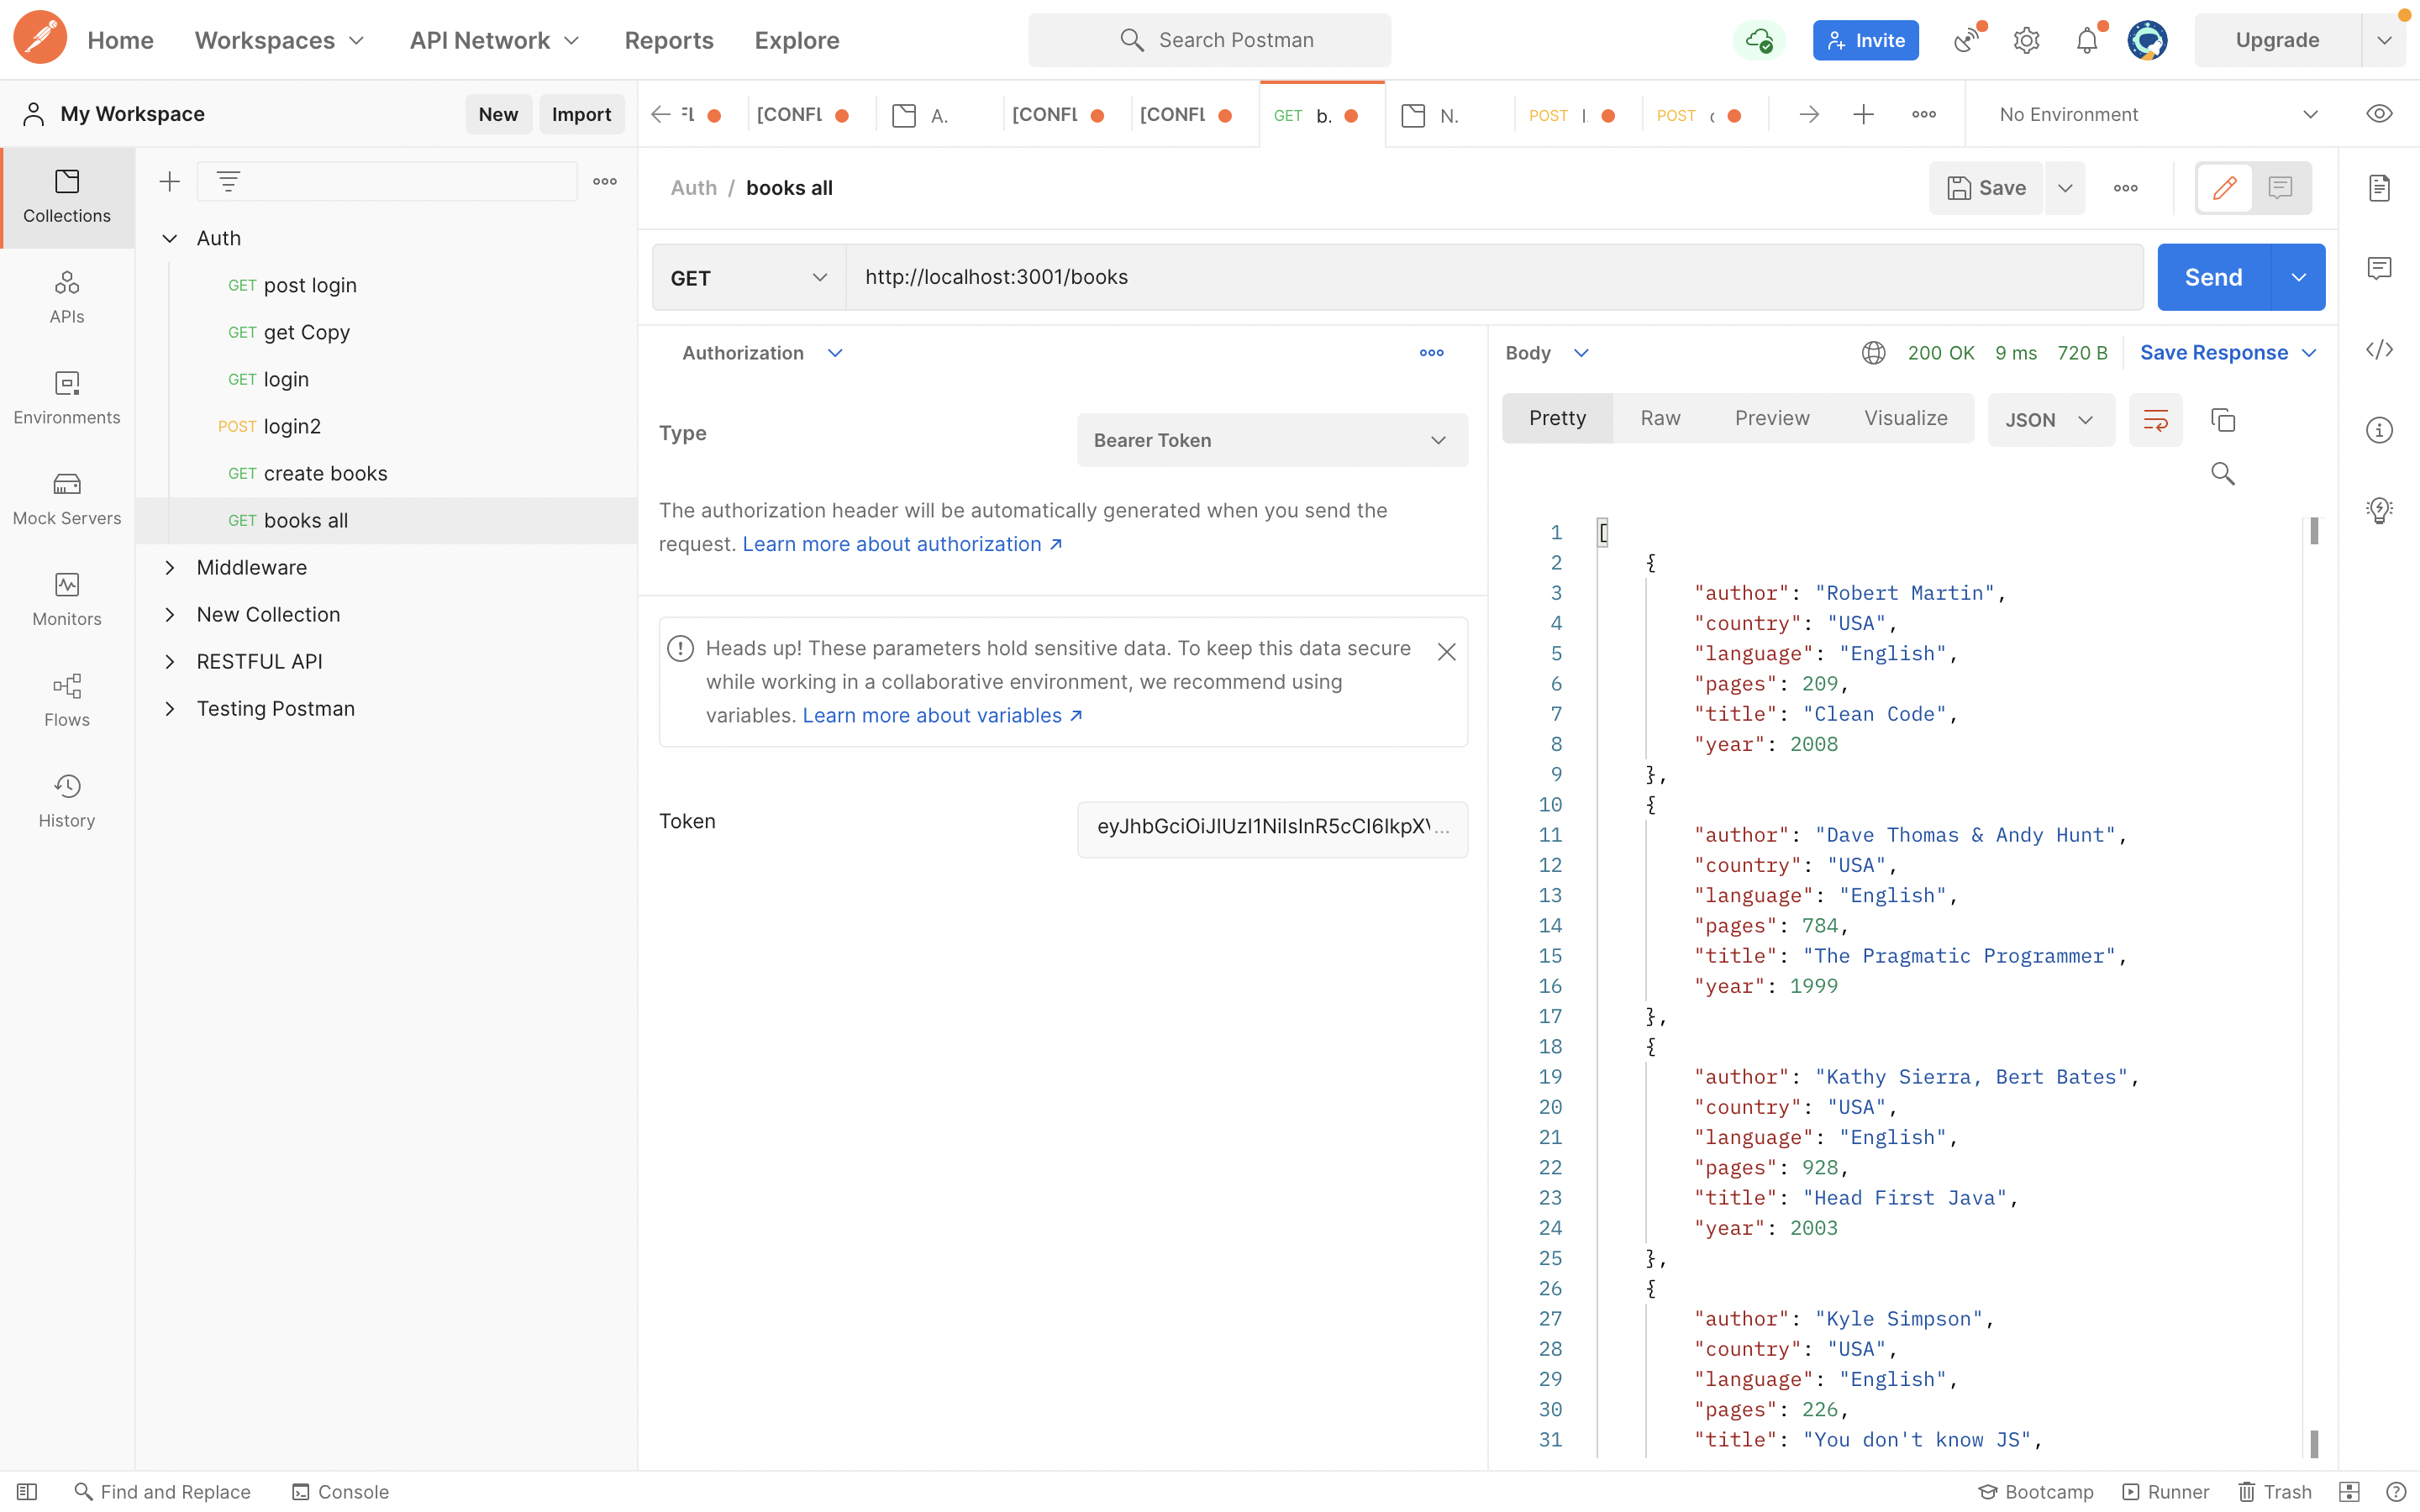 Home Workspaces API Network Reports Explore Search Postman Invite Upgrade
My Workspace New Import [CONFL A. [CONFL [CONFL GET b. N. POST POST No Environment
Auth / books all Save
GET http://localhost:3001/books Send
Collections
APIs
Environments
Mock Servers
Monitors
Flows
History
Auth
GET post login
GET get Copy
GET login
POST login2
GET create books
GET books all
Middleware
New Collection
RESTFUL API
Testing Postman
Authorization
Type Bearer Token
The authorization header will be automatically generated when you send the
request. Learn more about authorization ↗
Heads up! These parameters hold sensitive data. To keep this data secure
while working in a collaborative environment, we recommend using
variables. Learn more about variables ↗
Token eyJhbGciOiJIUzI1NiIsInR5cCI6IkpX...
Body 200 OK 9 ms 720 B Save Response
Pretty Raw Preview Visualize JSON
1 [
2 {
3 "author": "Robert Martin",
4 "country": "USA",
5 "language": "English",
6 "pages": 209,
7 "title": "Clean Code",
8 "year": 2008
9 },
10 {
11 "author": "Dave Thomas & Andy Hunt",
12 "country": "USA",
13 "language": "English",
14 "pages": 784,
15 "title": "The Pragmatic Programmer",
16 "year": 1999
17 },
18 {
19 "author": "Kathy Sierra, Bert Bates",
20 "country": "USA",
21 "language": "English",
22 "pages": 928,
23 "title": "Head First Java",
24 "year": 2003
25 },
26 {
27 "author": "Kyle Simpson",
28 "country": "USA",
29 "language": "English",
30 "pages": 226,
31 "title": "You don't know JS",
Find and Replace Console Bootcamp Runner Trash